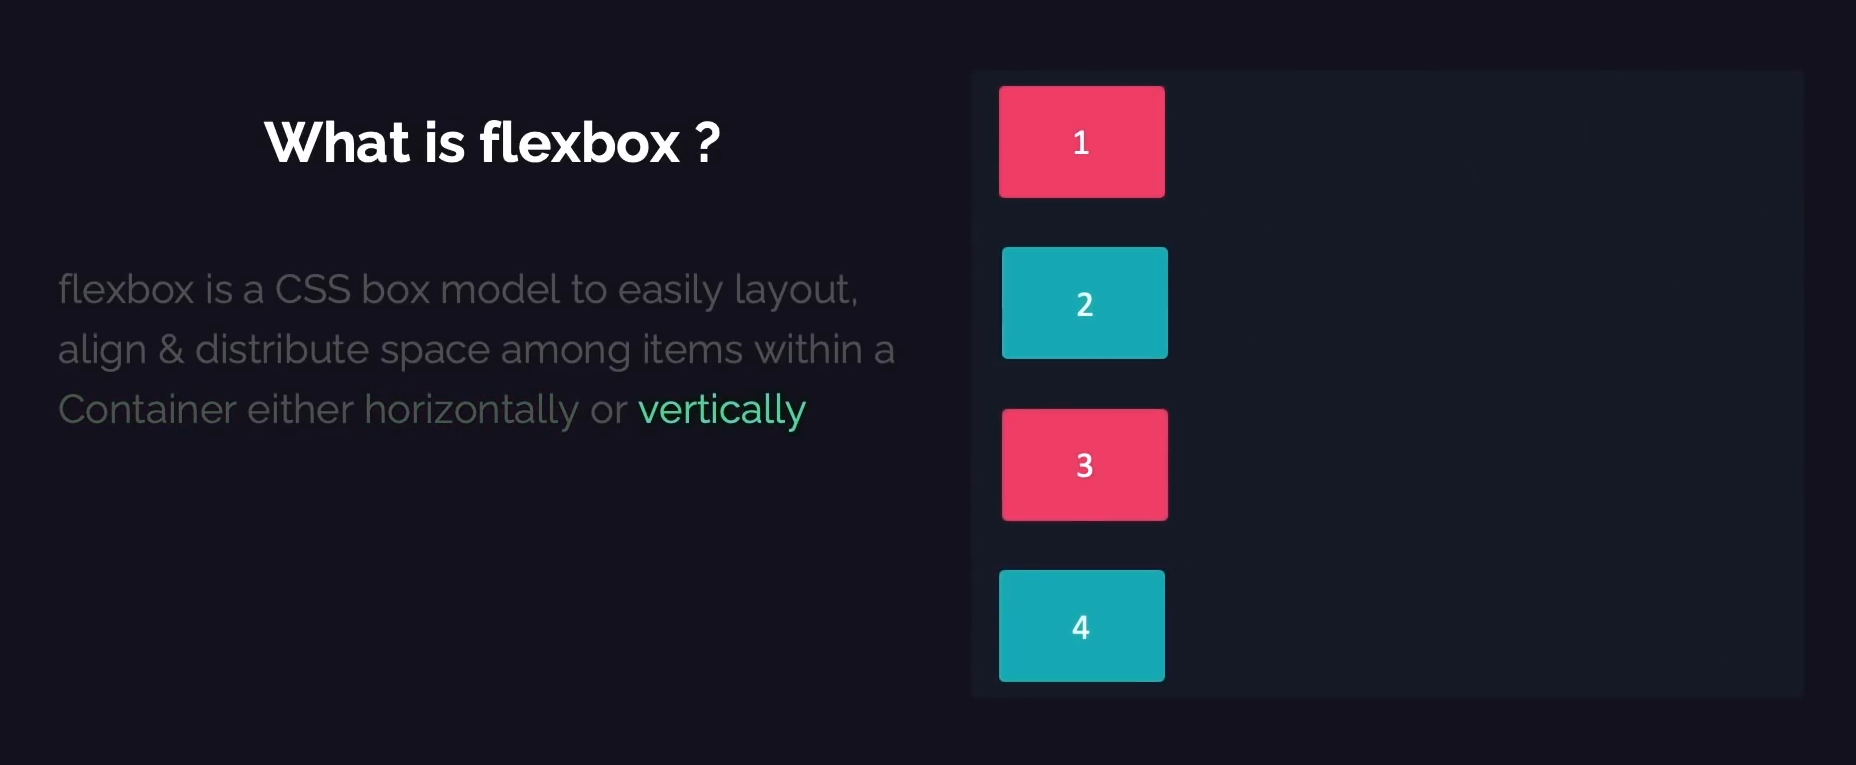 What is flexbox ?
flexbox is a CSS box model to easily layout,
align & distribute space among items within a
Container either horizontally or vertically
1
2
3
4